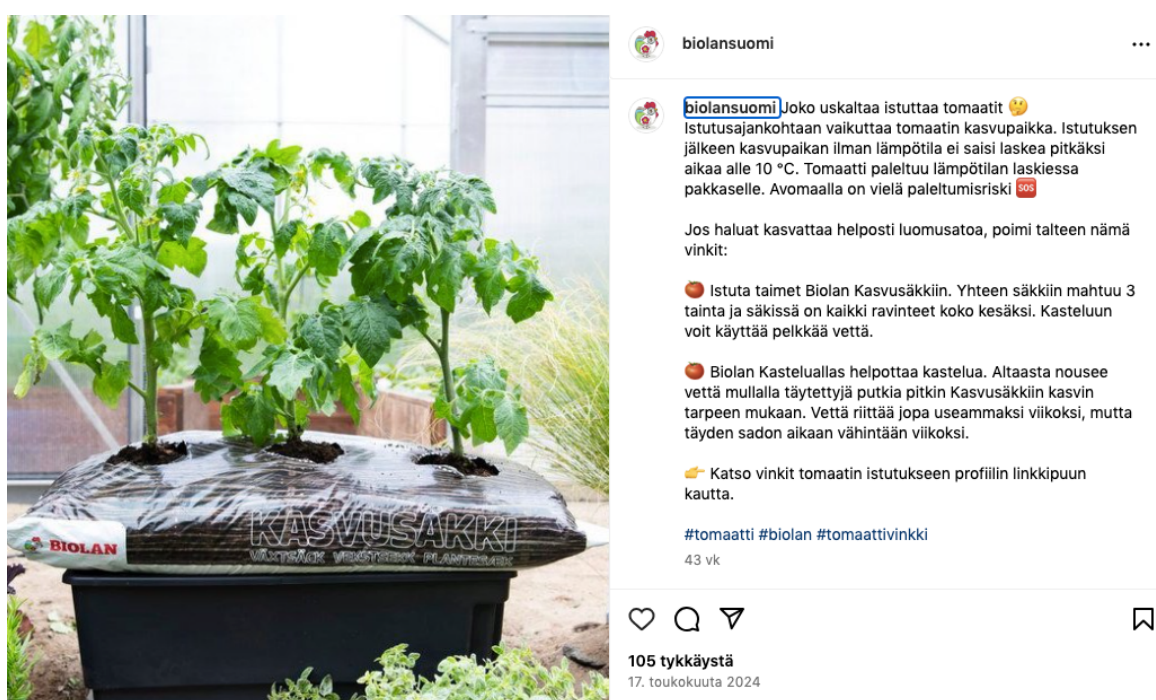 biolansuomi
biolansuomi Joko uskaltaa istuttaa tomaatit 🤔
Istutusajankohtaan vaikuttaa tomaatin kasvupaikka. Istutuksen
jälkeen kasvupaikan ilman lämpötila ei saisi laskea pitkäksi
aikaa alle 10 °C. Tomaatti paleltuu lämpötilan laskiessa
pakkaselle. Avomaalla on vielä paleltumisriski 🆘
Jos haluat kasvattaa helposti luomusatoa, poimi talteen nämä
vinkit:
🍅 Istuta taimet Biolan Kasvusäkkiin. Yhteen säkkiin mahtuu 3
tainta ja säkissä on kaikki ravinteet koko kesäksi. Kasteluun
voit käyttää pelkkää vettä.
🍅 Biolan Kasteluallas helpottaa kastelua. Altaasta nousee
vettä mullalla täytettyjä putkia pitkin Kasvusäkkiin kasvin
tarpeen mukaan. Vettä riittää jopa useammaksi viikoksi, mutta
täyden sadon aikaan vähintään viikoksi.
👉 Katso vinkit tomaatin istutukseen profiilin linkkipuun
kautta.
#tomaatti #biolan #tomaattivinkki
43 vk
105 tykkäystä
17. toukokuuta 2024
KASVUSÄKKI
VÄXTSÄCK VEKSTSEKK PLANTESÆK
BIOLAN